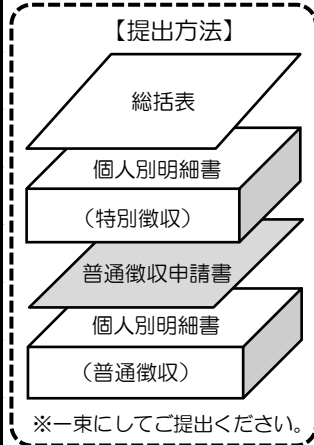 【提出方法】
総括表
個人別明細書
（特別徴収）
普通徴収申請書
個人別明細書
（普通徴収）
※一束にしてご提出ください。